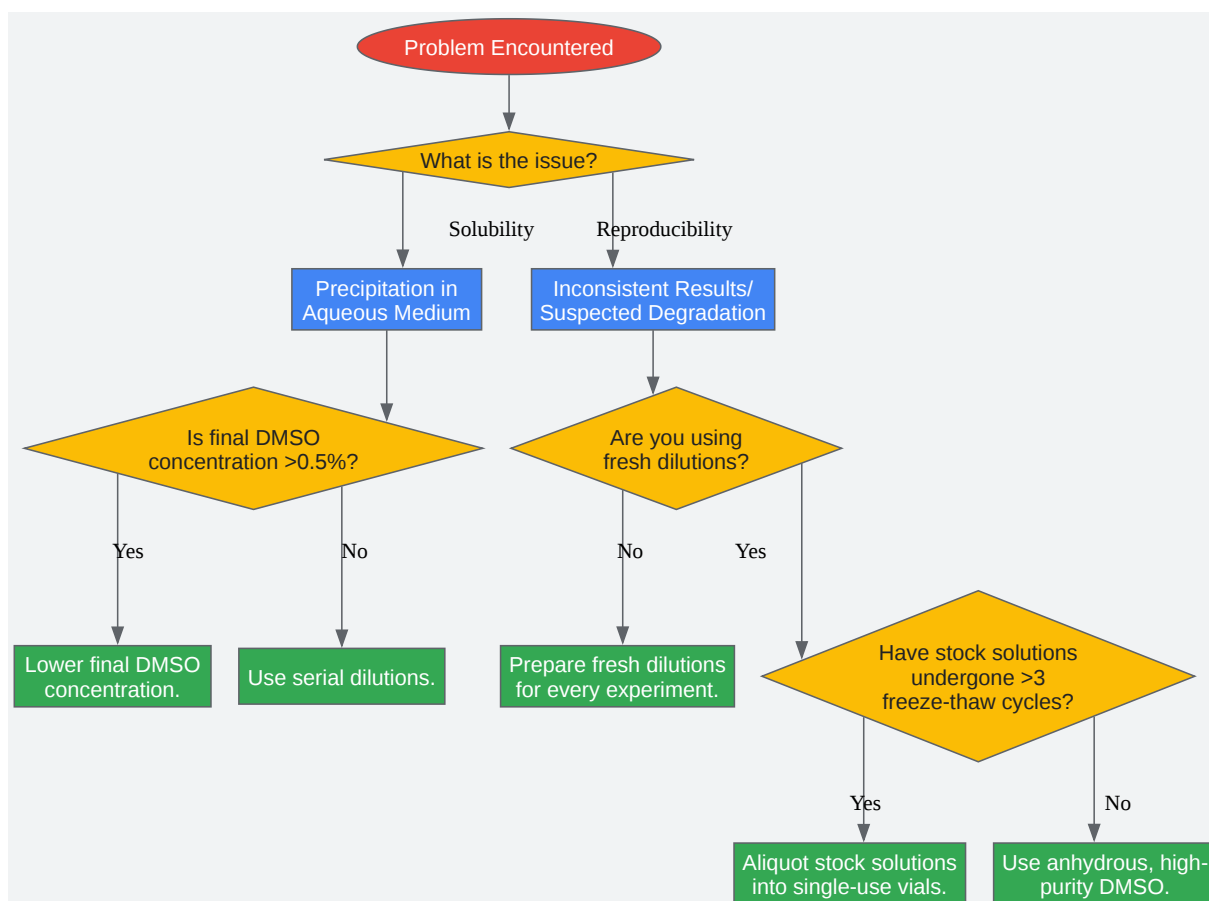 Problem Encountered
What is the issue?
Solubility
Reproducibility
Precipitation in
Aqueous Medium
Inconsistent Results/
Suspected Degradation
Is final DMSO
concentration >0.5%?
Are you using
fresh dilutions?
Yes
No
No
Yes
Lower final DMSO
concentration.
Use serial dilutions.
Prepare fresh dilutions
for every experiment.
Have stock solutions
undergone >3
freeze-thaw cycles?
Yes
No
Aliquot stock solutions
into single-use vials.
Use anhydrous, high-
purity DMSO.